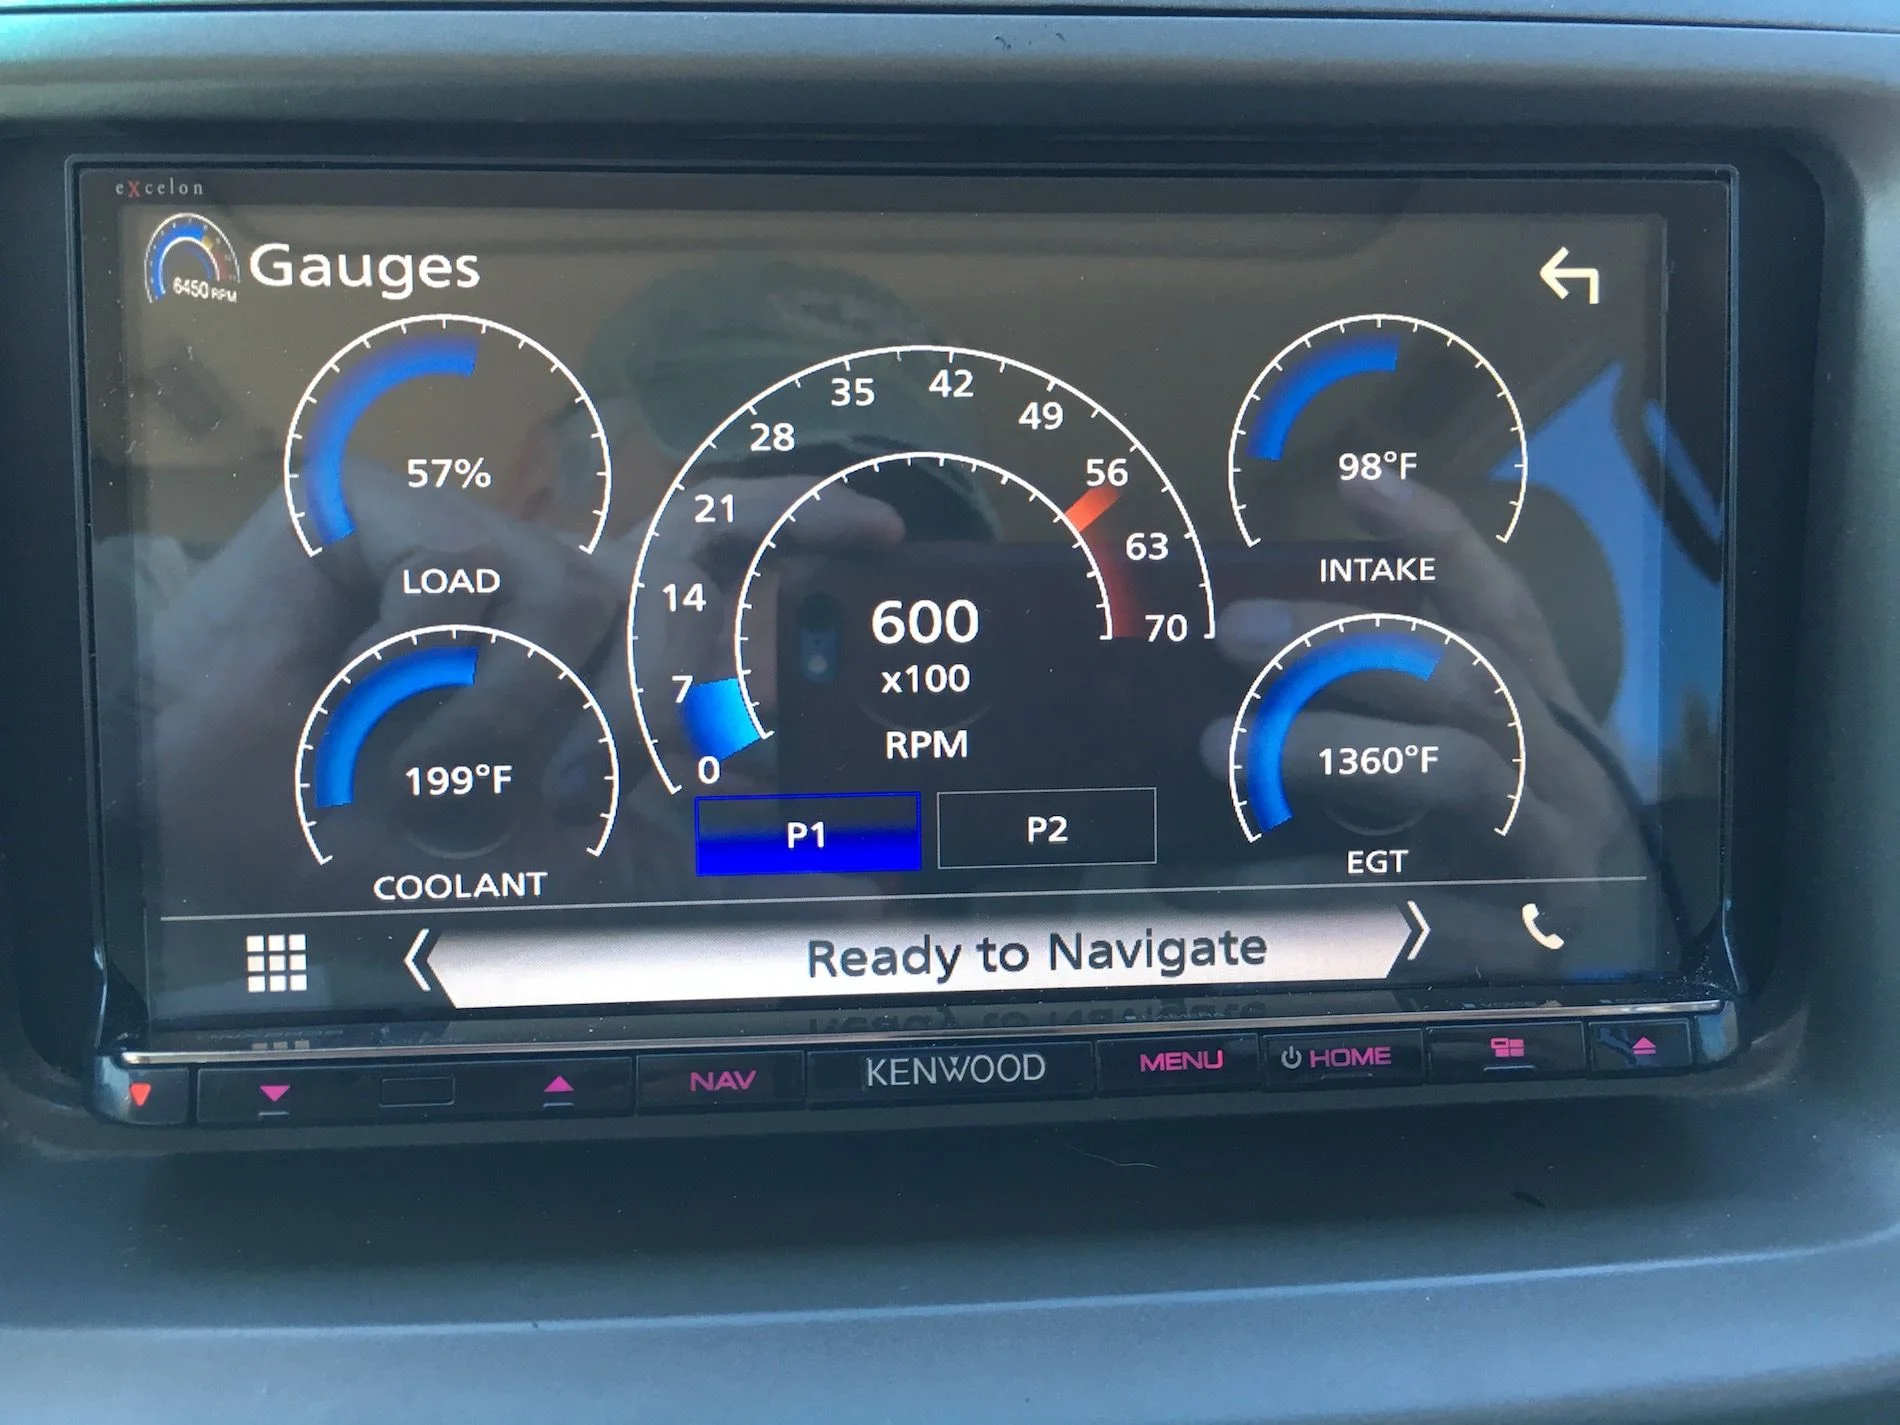 excelon
6450 RPM
Gauges
57%
LOAD
199°F
COOLANT
0
7
14
21
28
35
42
49
56
63
70
600
x100
RPM
P1
P2
98°F
INTAKE
1360°F
EGT
Ready to Navigate
NAV
KENWOOD
MENU
HOME